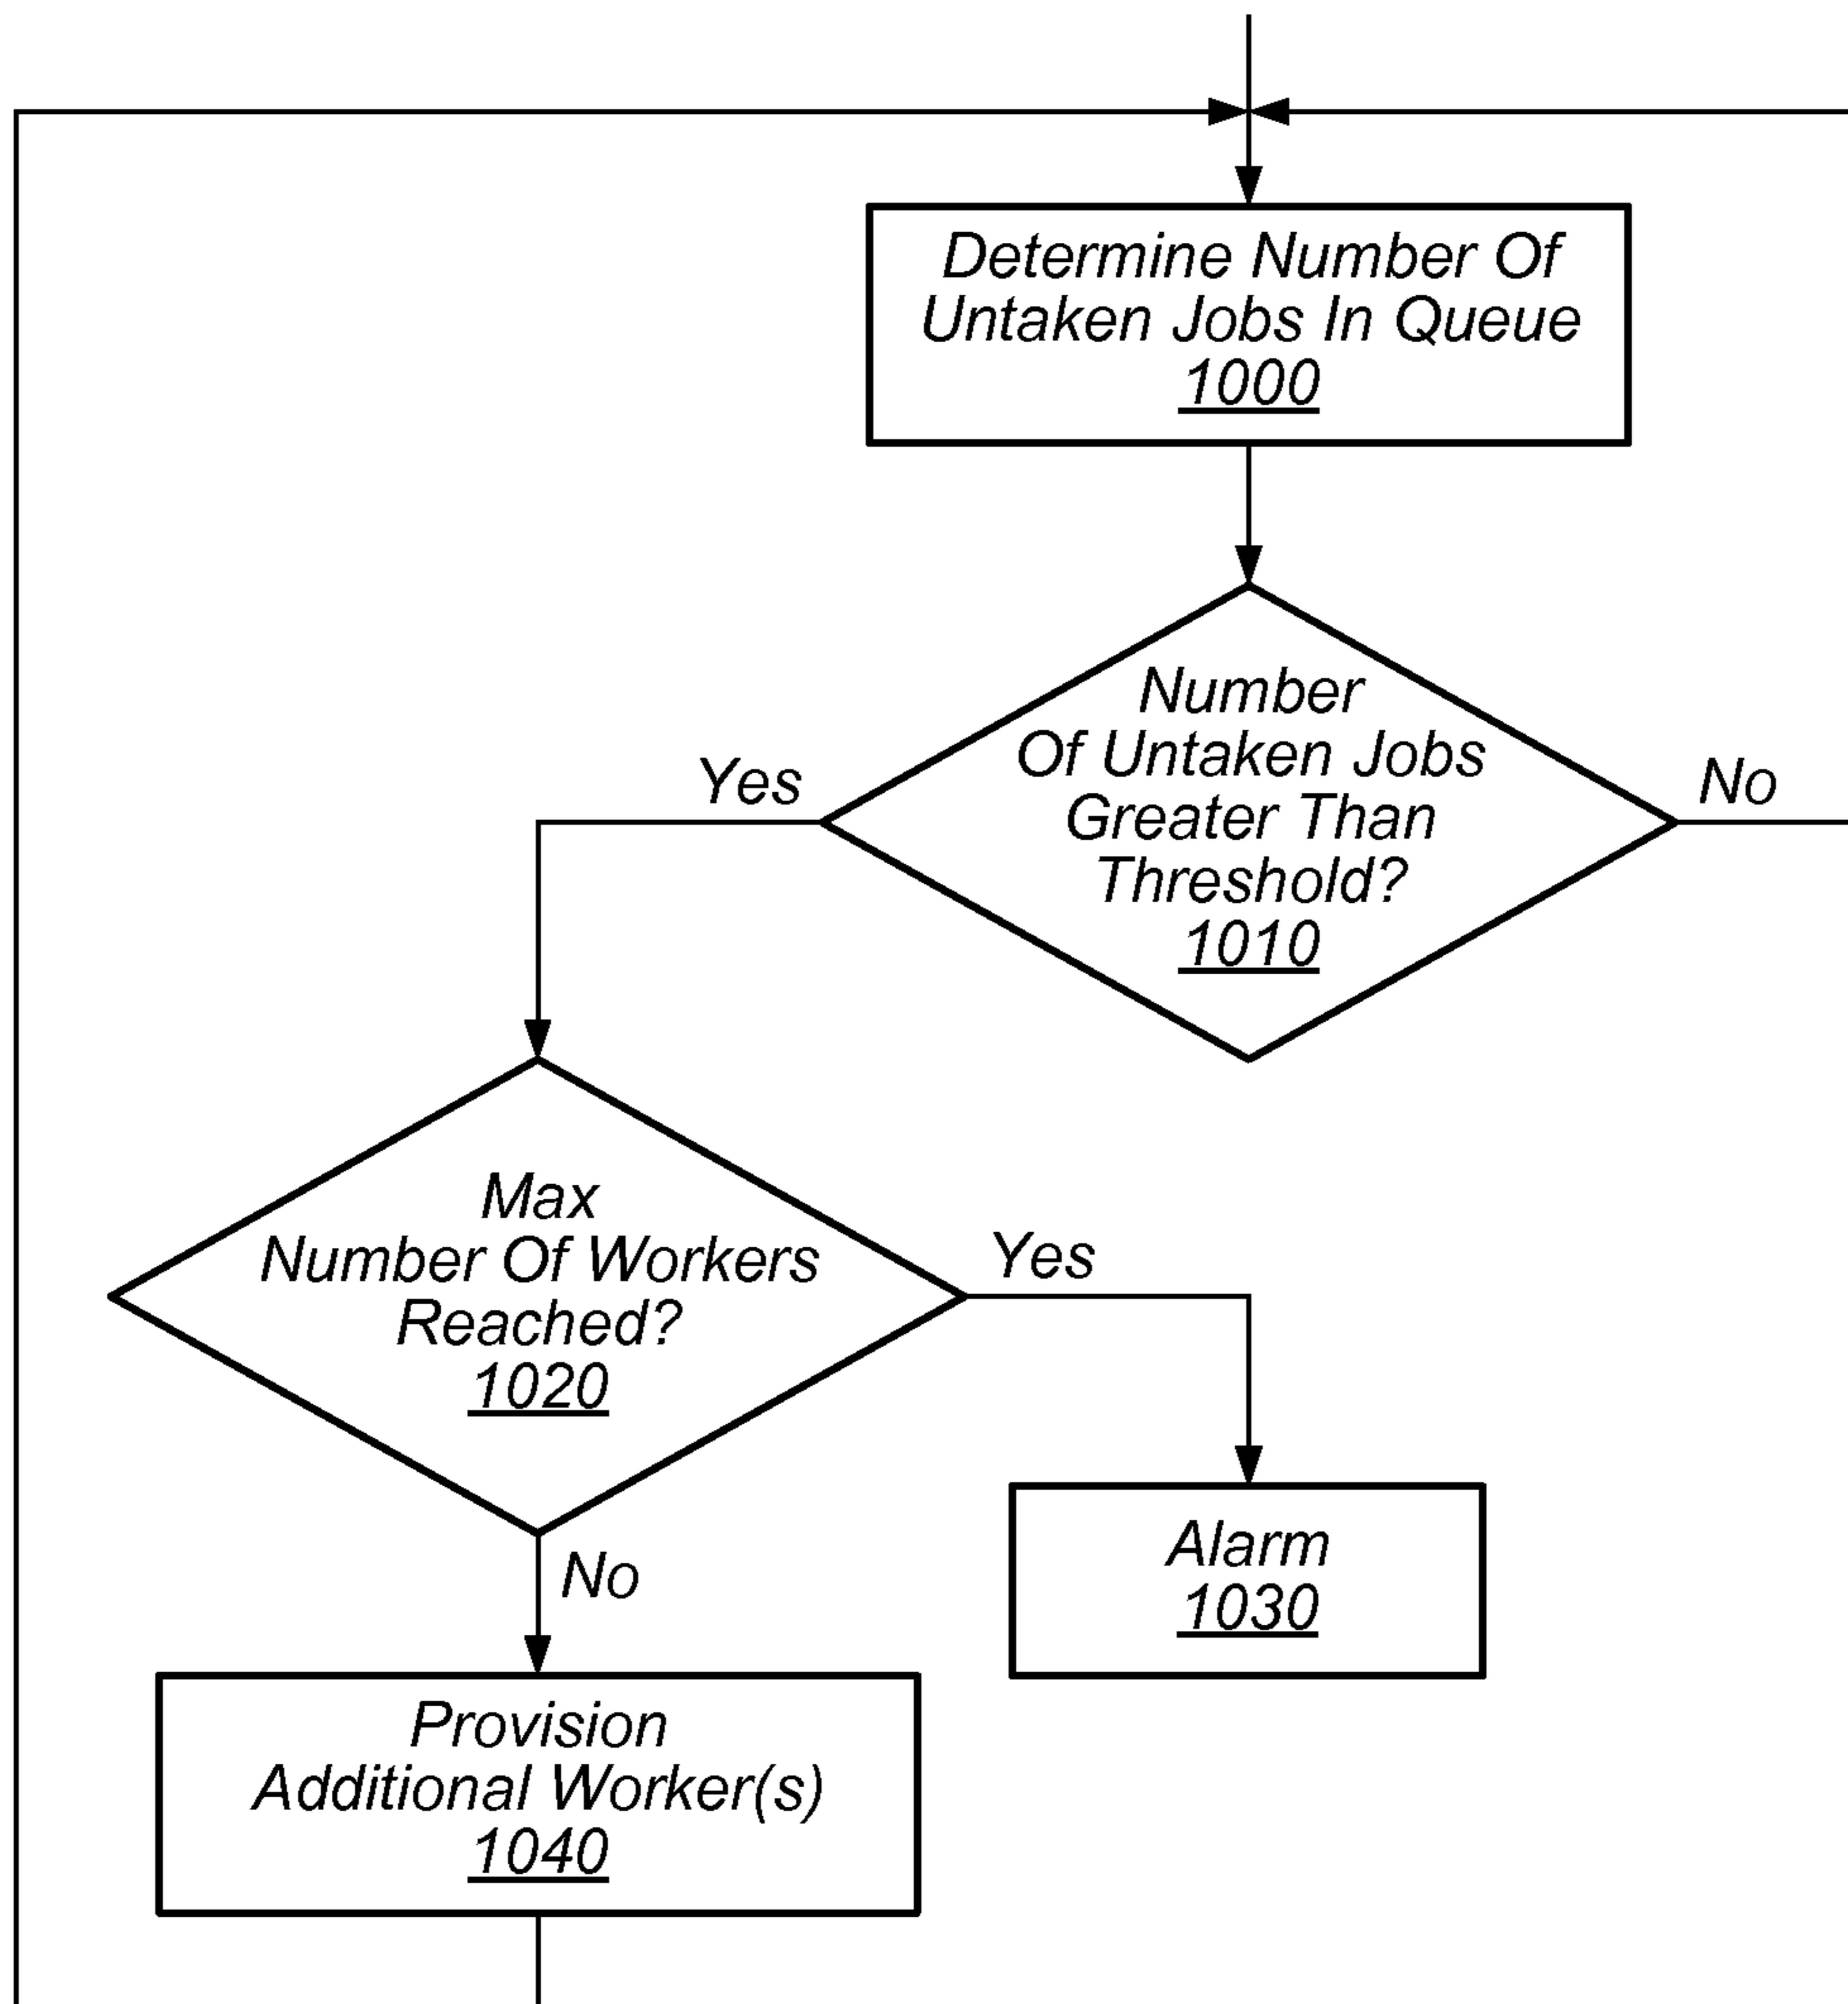 Determine Number Of
Untaken Jobs In Queue
1000
Number
Of Untaken Jobs
Greater Than
Threshold?
1010
Yes
No
Max
Number Of Workers
Reached?
1020
Yes
No
Alarm
1030
Provision
Additional Worker(s)
1040